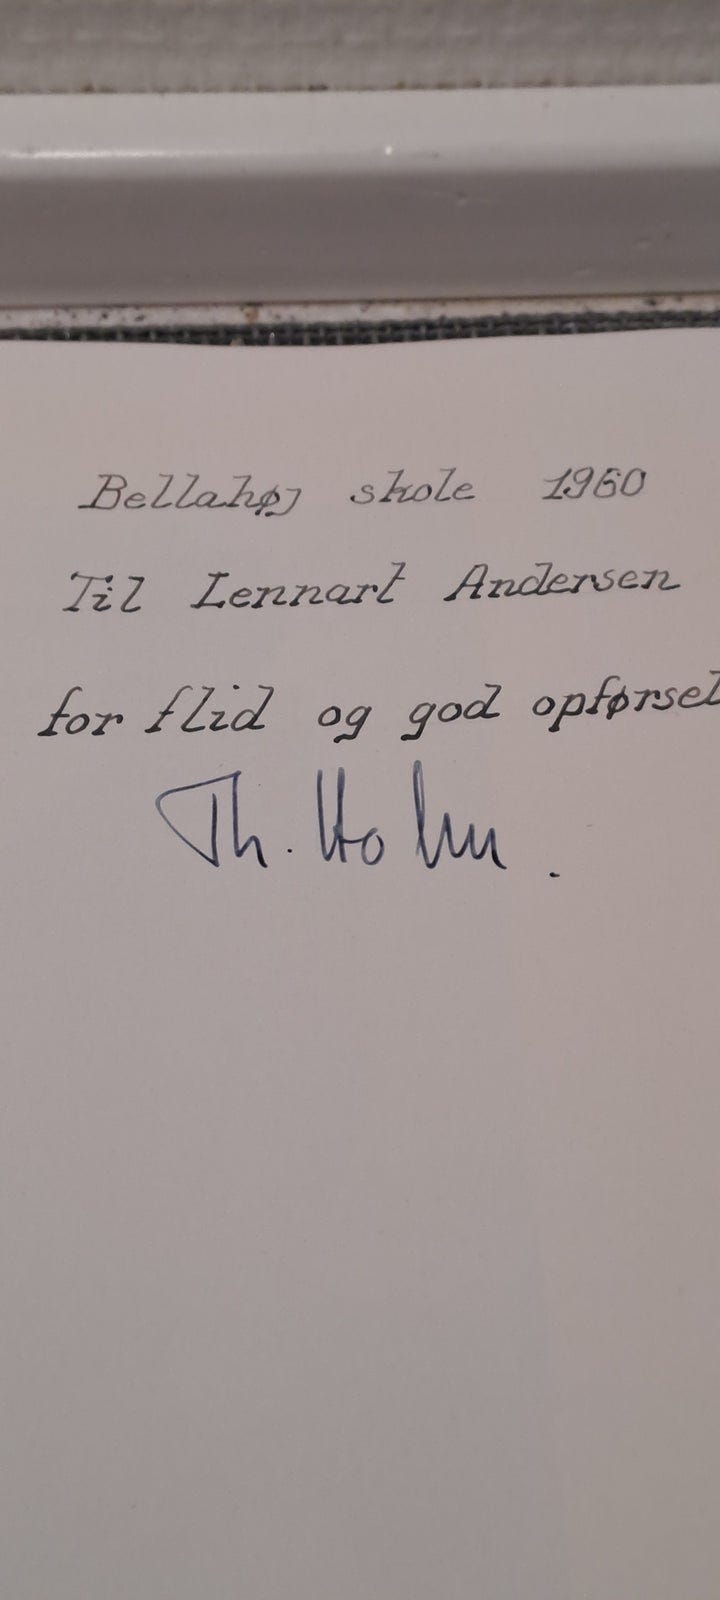 Bellahøj skole 1960
Til Lennart Andersen
for flid og god opførsel
Th. Holm.